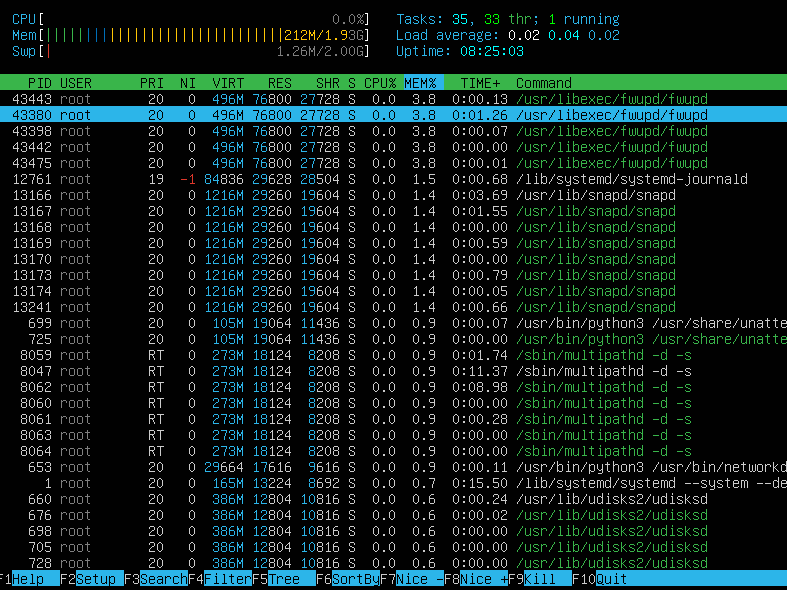 CPU[ 0.0%] Tasks: 35, 33 thr; 1 running
Mem[||||||||||||||||||||||||||||||212M/1.93G] Load average: 0.02 0.04 0.02
Swp[| 1.26M/2.00G] Uptime: 08:25:03
PID USER PRI NI VIRT RES SHR S CPU% MEM% TIME+ Command
43443 root 20 0 496M 76800 27728 S 0.0 3.8 0:00.13 /usr/libexec/fwupd/fwupd
43380 root 20 0 496M 76800 27728 S 0.0 3.8 0:01.26 /usr/libexec/fwupd/fwupd
43398 root 20 0 496M 76800 27728 S 0.0 3.8 0:00.07 /usr/libexec/fwupd/fwupd
43442 root 20 0 496M 76800 27728 S 0.0 3.8 0:00.00 /usr/libexec/fwupd/fwupd
43475 root 20 0 496M 76800 27728 S 0.0 3.8 0:00.01 /usr/libexec/fwupd/fwupd
12761 root 19 -1 84836 29628 28504 S 0.0 1.5 0:00.68 /lib/systemd/systemd-journald
13166 root 20 0 1216M 29260 19604 S 0.0 1.4 0:03.69 /usr/lib/snapd/snapd
13167 root 20 0 1216M 29260 19604 S 0.0 1.4 0:01.55 /usr/lib/snapd/snapd
13168 root 20 0 1216M 29260 19604 S 0.0 1.4 0:00.00 /usr/lib/snapd/snapd
13169 root 20 0 1216M 29260 19604 S 0.0 1.4 0:00.59 /usr/lib/snapd/snapd
13170 root 20 0 1216M 29260 19604 S 0.0 1.4 0:00.00 /usr/lib/snapd/snapd
13173 root 20 0 1216M 29260 19604 S 0.0 1.4 0:00.79 /usr/lib/snapd/snapd
13174 root 20 0 1216M 29260 19604 S 0.0 1.4 0:00.05 /usr/lib/snapd/snapd
13241 root 20 0 1216M 29260 19604 S 0.0 1.4 0:00.66 /usr/lib/snapd/snapd
699 root 20 0 105M 19064 11436 S 0.0 0.9 0:00.07 /usr/bin/python3 /usr/share/unatte
725 root 20 0 105M 19064 11436 S 0.0 0.9 0:00.00 /usr/bin/python3 /usr/share/unatte
8059 root RT 0 273M 18124 8208 S 0.0 0.9 0:01.74 /sbin/multipathd -d -s
8047 root RT 0 273M 18124 8208 S 0.0 0.9 0:11.37 /sbin/multipathd -d -s
8062 root RT 0 273M 18124 8208 S 0.0 0.9 0:08.98 /sbin/multipathd -d -s
8060 root RT 0 273M 18124 8208 S 0.0 0.9 0:00.00 /sbin/multipathd -d -s
8061 root RT 0 273M 18124 8208 S 0.0 0.9 0:00.28 /sbin/multipathd -d -s
8063 root RT 0 273M 18124 8208 S 0.0 0.9 0:00.00 /sbin/multipathd -d -s
8064 root RT 0 273M 18124 8208 S 0.0 0.9 0:00.00 /sbin/multipathd -d -s
653 root 20 0 29664 17616 9616 S 0.0 0.9 0:00.11 /usr/bin/python3 /usr/bin/networkd
1 root 20 0 165M 13224 8692 S 0.0 0.7 0:15.50 /lib/systemd/systemd --system --de
660 root 20 0 386M 12804 10816 S 0.0 0.6 0:00.24 /usr/lib/udisks2/udisksd
676 root 20 0 386M 12804 10816 S 0.0 0.6 0:00.02 /usr/lib/udisks2/udisksd
698 root 20 0 386M 12804 10816 S 0.0 0.6 0:00.00 /usr/lib/udisks2/udisksd
705 root 20 0 386M 12804 10816 S 0.0 0.6 0:00.00 /usr/lib/udisks2/udisksd
728 root 20 0 386M 12804 10816 S 0.0 0.6 0:00.00 /usr/lib/udisks2/udisksd
F1Help F2Setup F3SearchF4FilterF5Tree F6SortByF7Nice -F8Nice +F9Kill F10Quit